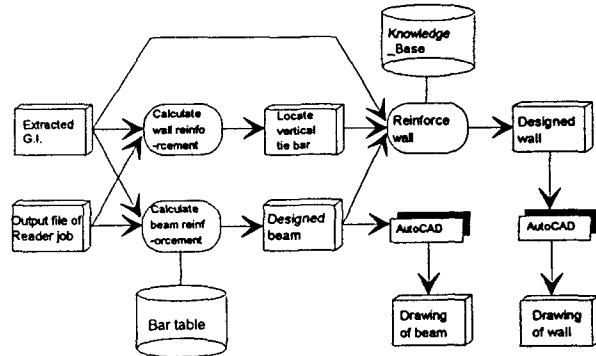 Knowledge
_Base
Extracted
G.I.
Calculate
wall reinfo
-rcement
Locate
vertical
tie bar
Reinforce
wall
Designed
wall
Output file of
Reader job
Calculate
beam reinf
-orcement
Designed
beam
AutoCAD
AutoCAD
Bar table
Drawing
of beam
Drawing
of wall